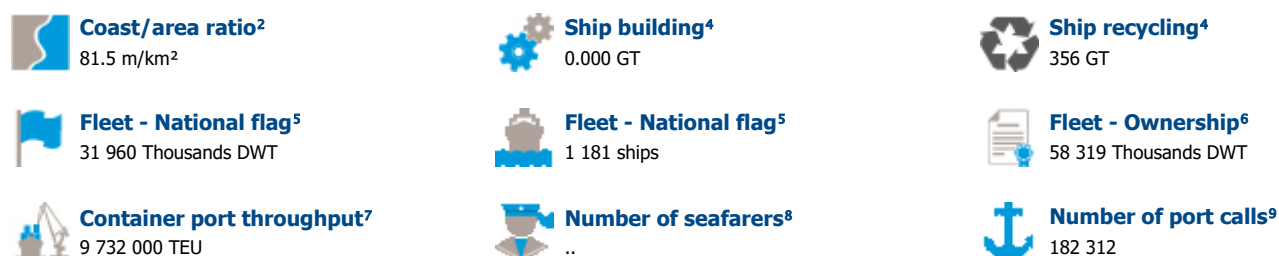 Coast/area ratio²
81.5 m/km²
Ship building⁴
0.000 GT
Ship recycling⁴
356 GT
Fleet - National flag⁵
31 960 Thousands DWT
Fleet - National flag⁵
1 181 ships
Fleet - Ownership⁶
58 319 Thousands DWT
Container port throughput⁷
9 732 000 TEU
Number of seafarers⁸
..
Number of port calls⁹
182 312